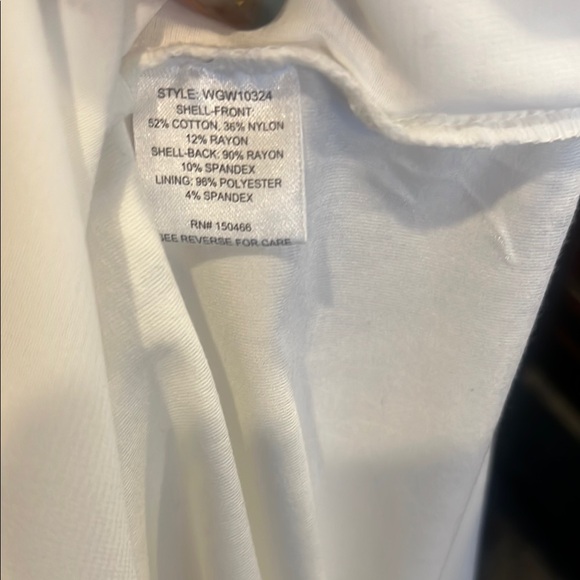 STYLE: WGW10324
SHELL-FRONT
52% COTTON, 36% NYLON
12% RAYON
SHELL-BACK: 90% RAYON
10% SPANDEX
LINING: 96% POLYESTER
4% SPANDEX
RN# 150466
SEE REVERSE FOR CARE